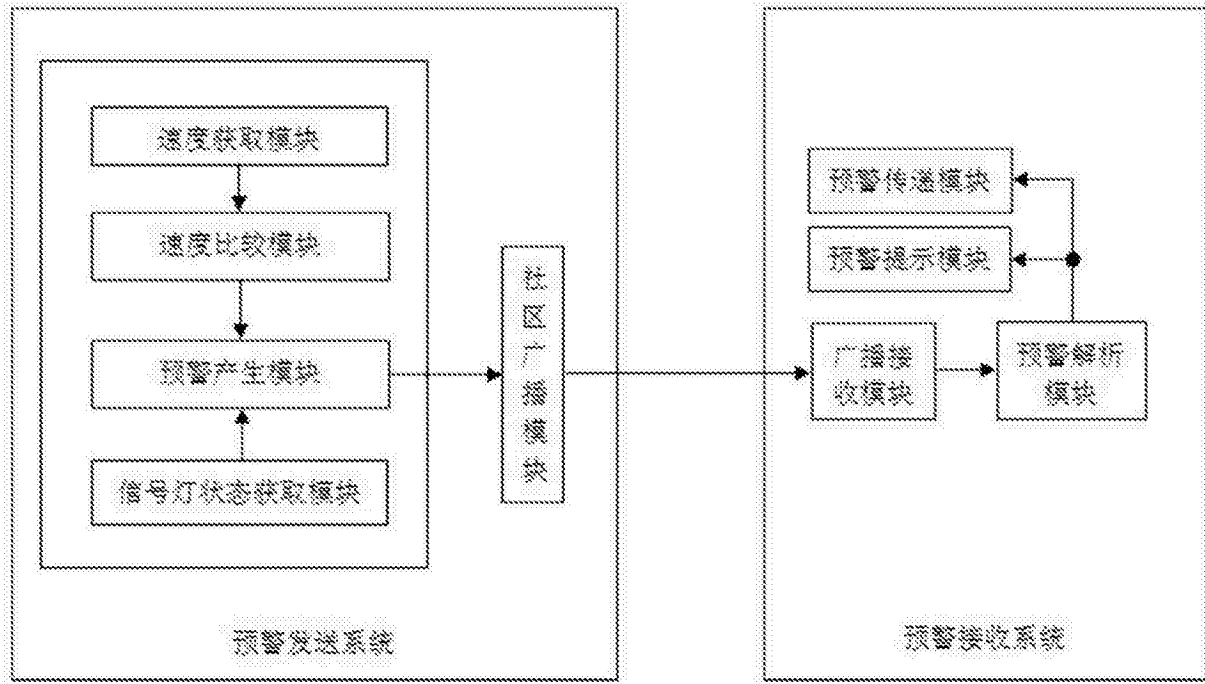 速度获取模块
速度比较模块
预警产生模块
信号灯状态获取模块
社
区
广
播
模
块
预警发送系统
预警传递模块
预警提示模块
广播接
收模块
预警解析
模块
预警接收系统